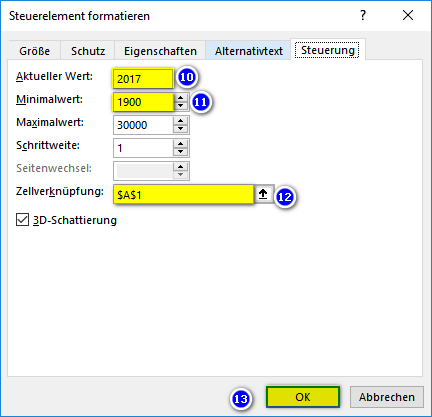 Steuerelement formatieren ? ×
Größe Schutz Eigenschaften Alternativtext Steuerung
Aktueller Wert: 2017 10
Minimalwert: 1900 11
Maximalwert: 30000
Schrittweite: 1
Seitenwechsel:
Zellverknüpfung: $A$1 12
3D-Schattierung
13 OK Abbrechen